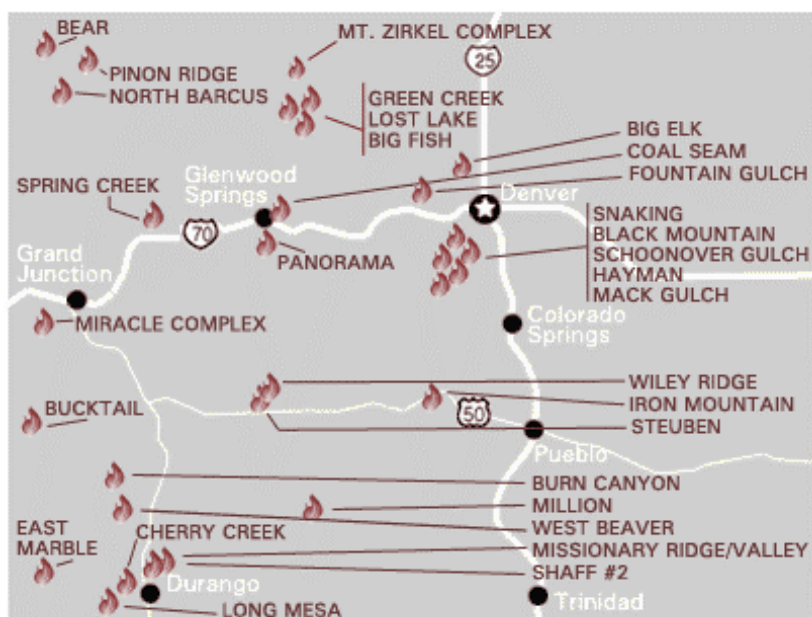 BEAR
PINON RIDGE
NORTH BARCUS
MT. ZIRKEL COMPLEX
25
GREEN CREEK
LOST LAKE
BIG FISH
BIG ELK
COAL SEAM
FOUNTAIN GULCH
SPRING CREEK
Glenwood
Springs
Denver
70
PANORAMA
SNAKING
BLACK MOUNTAIN
SCHOONOVER GULCH
HAYMAN
MACK GULCH
Grand
Junction
MIRACLE COMPLEX
Colorado
Springs
WILEY RIDGE
IRON MOUNTAIN
STEUBEN
BUCKTAIL
50
Pueblo
BURN CANYON
MILLION
WEST BEAVER
MISSIONARY RIDGE/VALLEY
SHAFF #2
EAST
MARBLE
CHERRY CREEK
Durango
LONG MESA
Trinidad